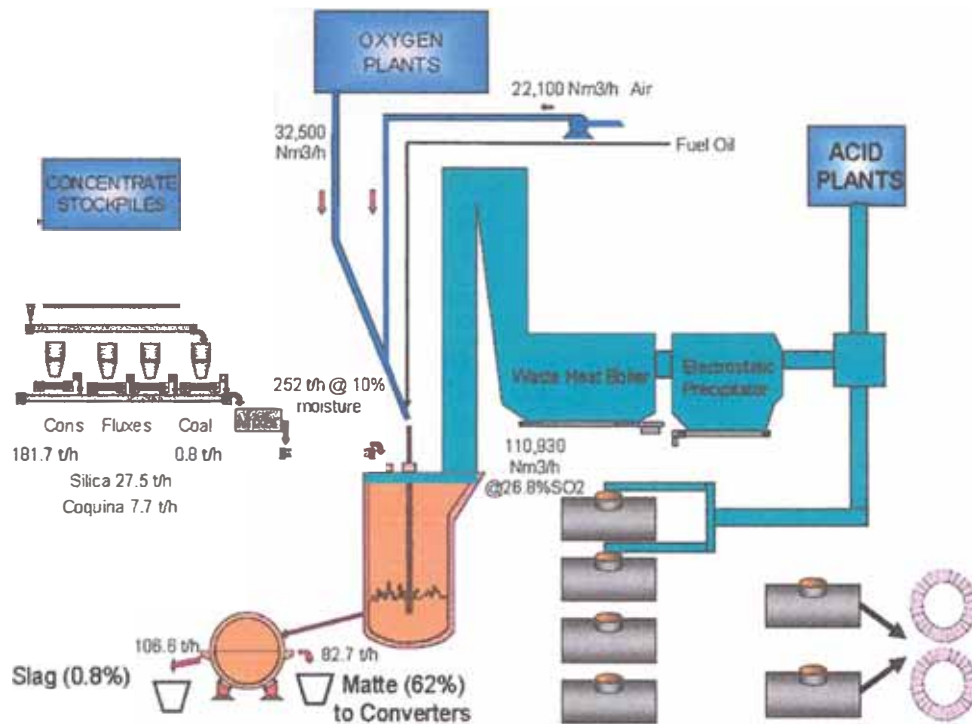 OXYGEN
PLANTS
22,100 Nm3/h Air
32,500
Nm3/h
Fuel Oil
ACID
PLANTS
CONCENTRATE
STOCKPILES
252 t/h @ 10%
moisture
Waste Heat Boiler
Electrostatic
Precipitator
Cons Fluxes Coal
181.7 t/h 0.8 t/h
Silica 27.5 t/h
Coquina 7.7 t/h
110,930
Nm3/h
@26.8%SO2
106.6 t/h
82.7 t/h
Slag (0.8%)
Matte (62%)
to Converters